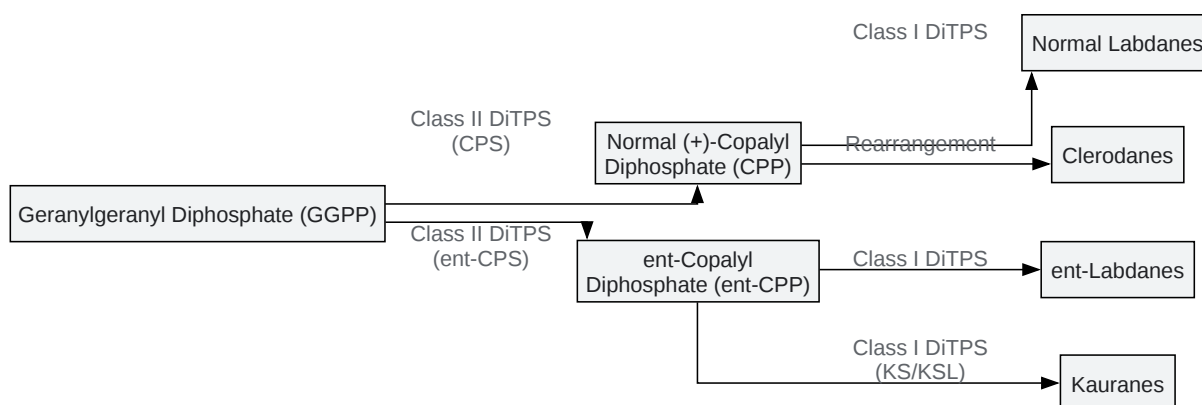 Class I DiTPS
Normal Labdanes
Class II DiTPS
(CPS)
Normal (+)-Copalyl
Diphosphate (CPP)
Rearrangement
Clerodanes
Geranylgeranyl Diphosphate (GGPP)
Class II DiTPS
(ent-CPS)
ent-Copalyl
Diphosphate (ent-CPP)
Class I DiTPS
ent-Labdanes
Class I DiTPS
(KS/KSL)
Kauranes